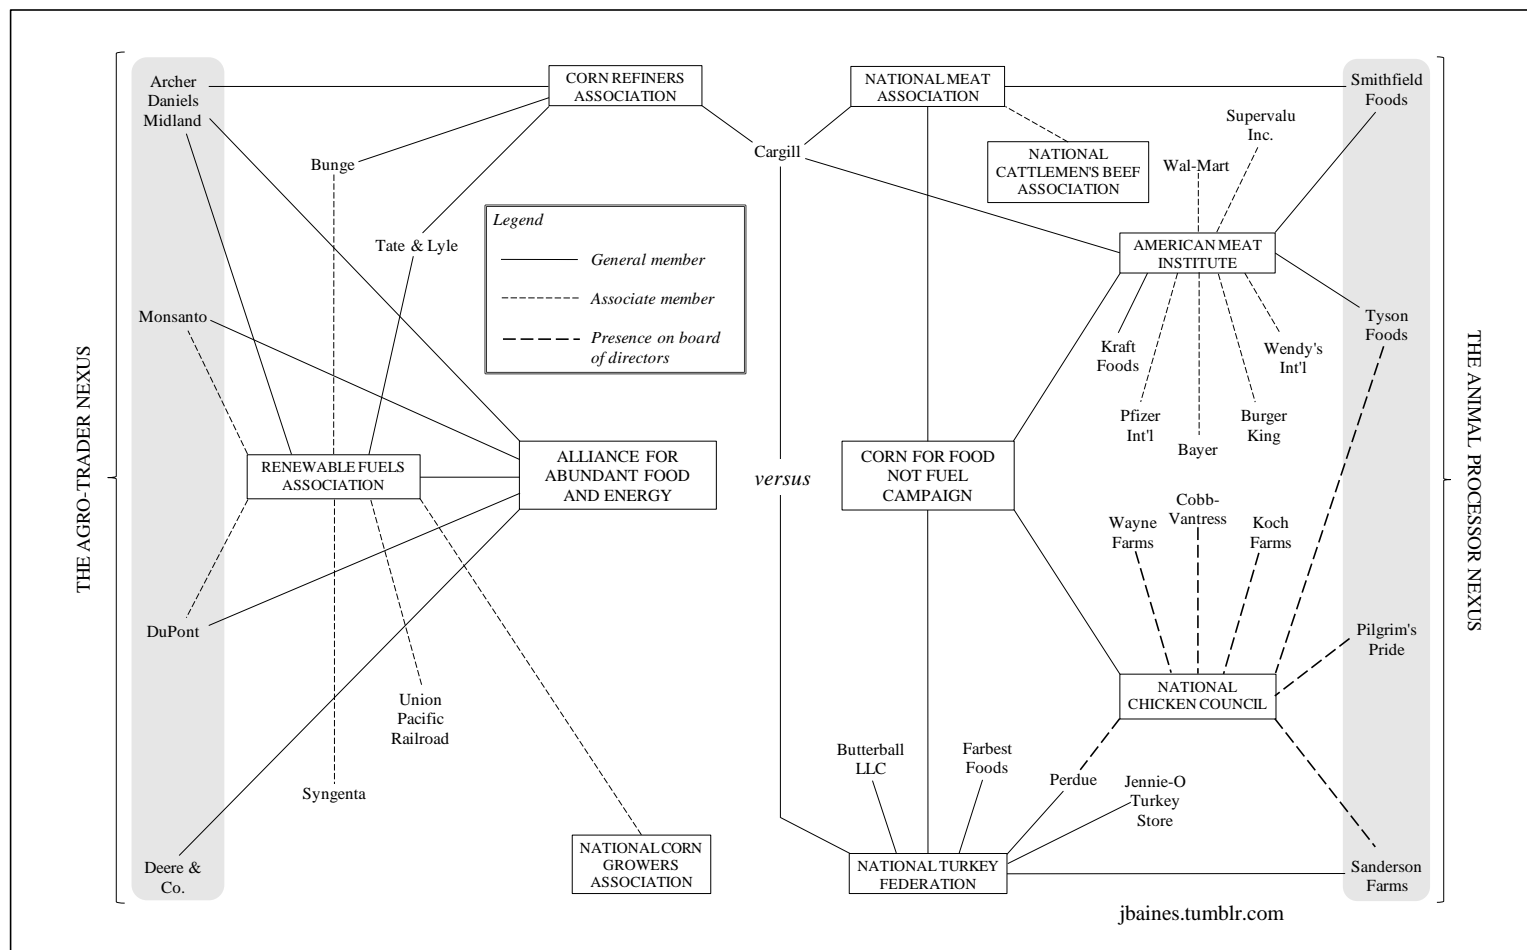 THE AGRO-TRADER NEXUS
Archer
Daniels
Midland
Monsanto
DuPont
Deere &
Co.
CORN REFINERS
ASSOCIATION
Bunge
Tate & Lyle
Cargill
Legend
General member
Associate member
Presence on board
of directors
RENEWABLE FUELS
ASSOCIATION
ALLIANCE FOR
ABUNDANT FOOD
AND ENERGY
versus
Union
Pacific
Railroad
Syngenta
NATIONAL CORN
GROWERS
ASSOCIATION
NATIONAL MEAT
ASSOCIATION
NATIONAL
CATTLEMEN'S BEEF
ASSOCIATION
Supervalu
Inc.
Wal-Mart
AMERICAN MEAT
INSTITUTE
Kraft
Foods
Wendy's
Int'l
Pfizer
Int'l
Bayer
Burger
King
CORN FOR FOOD
NOT FUEL
CAMPAIGN
Cobb-
Vantress
Wayne
Farms
Koch
Farms
NATIONAL
CHICKEN COUNCIL
Butterball
LLC
Farbest
Foods
Perdue
Jennie-O
Turkey
Store
NATIONAL TURKEY
FEDERATION
Smithfield
Foods
Tyson
Foods
Pilgrim's
Pride
Sanderson
Farms
THE ANIMAL PROCESSOR NEXUS
jbaines.tumblr.com